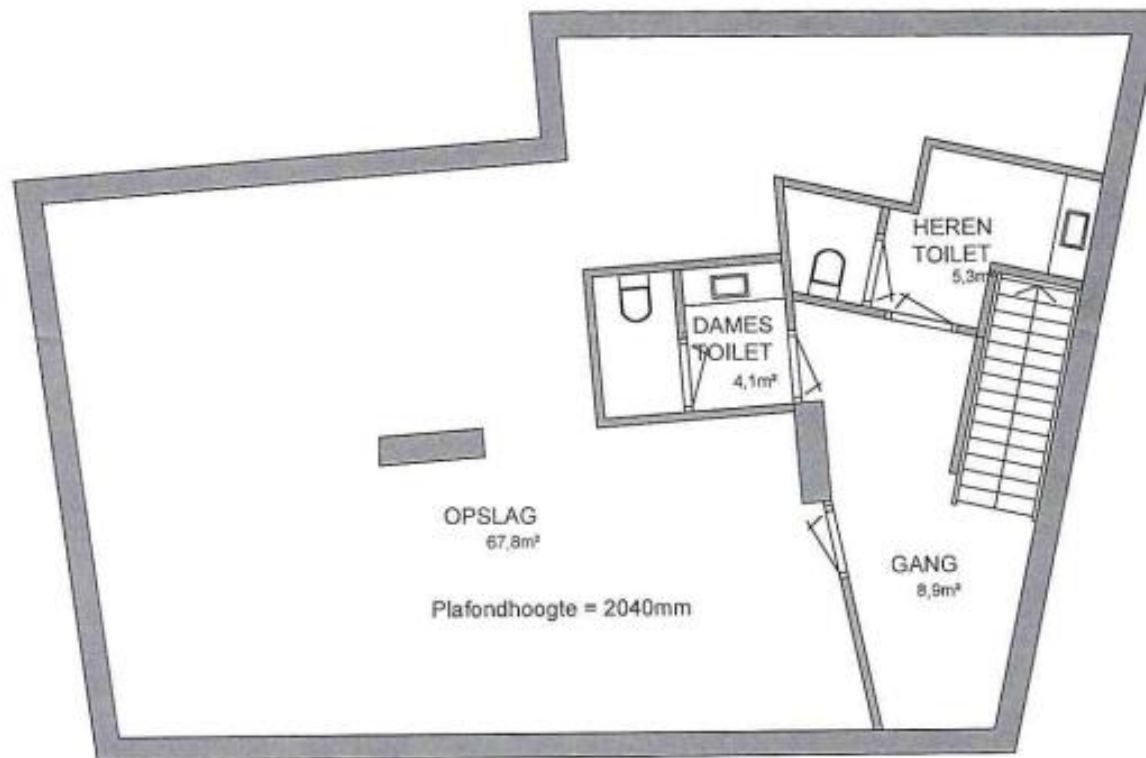 HEREN
TOILET
5,3m²
DAMES
TOILET
4,1m²
OPSLAG
67,8m²
GANG
8,9m²
Plafondhoogte = 2040mm